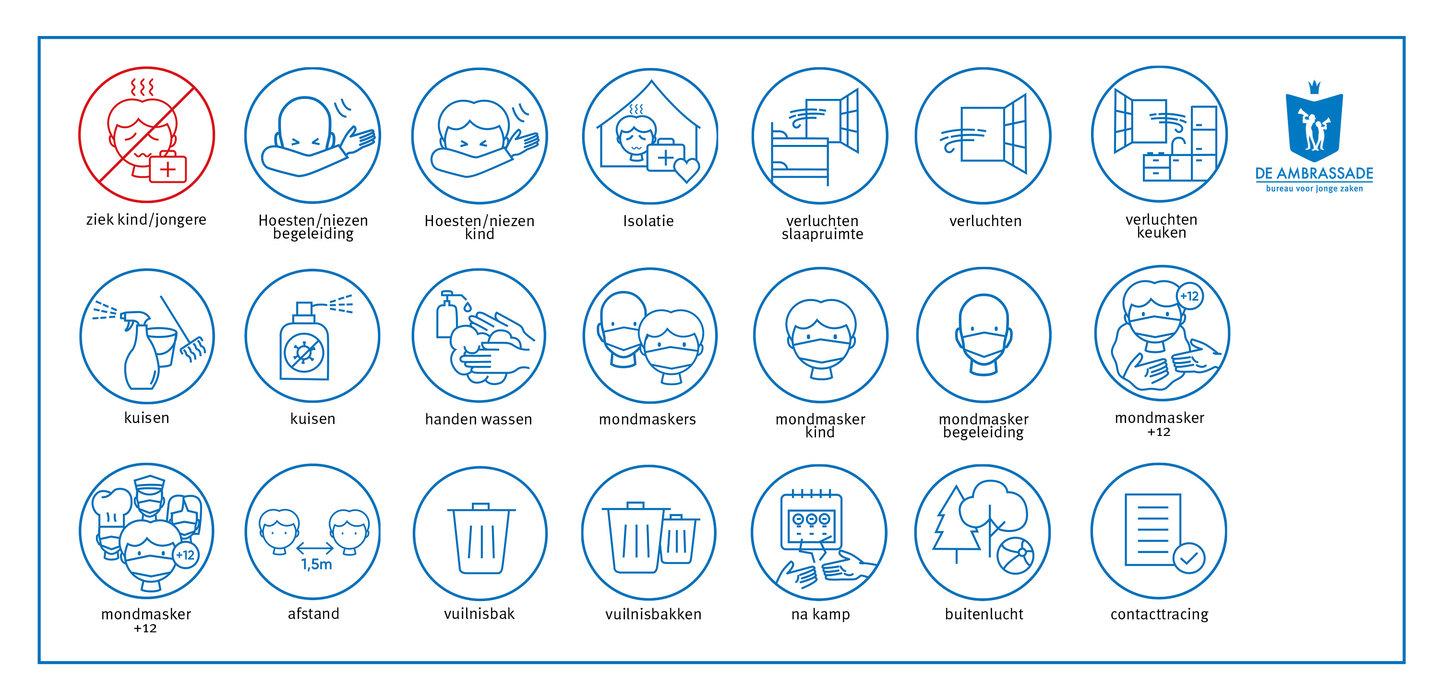 ziek kind/jongere
Hoesten/niezen
begeleiding
Hoesten/niezen
kind
Isolatie
verluchten
slaapruimte
verluchten
verluchten
keuken
DE AMBRASSADE
bureau voor jonge zaken
kuisen
kuisen
handen wassen
mondmaskers
mondmasker
kind
mondmasker
begeleiding
+12
mondmasker
+12
+12
mondmasker
+12
1,5m
afstand
vuilnisbak
vuilnisbakken
na kamp
buitenlucht
contacttracing